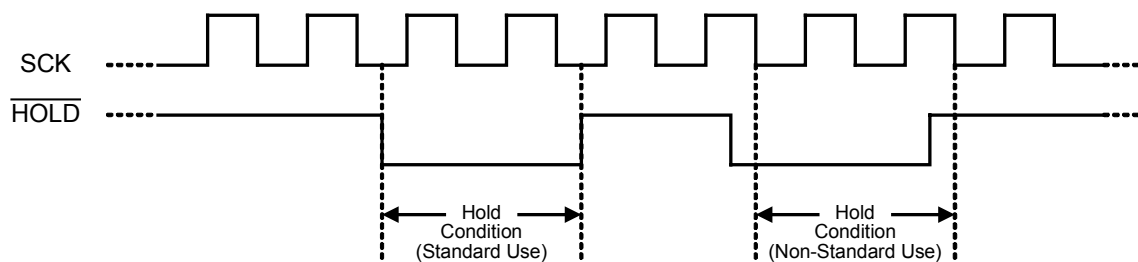 SCK
HOLD
Hold
Condition
(Standard Use)
Hold
Condition
(Non-Standard Use)